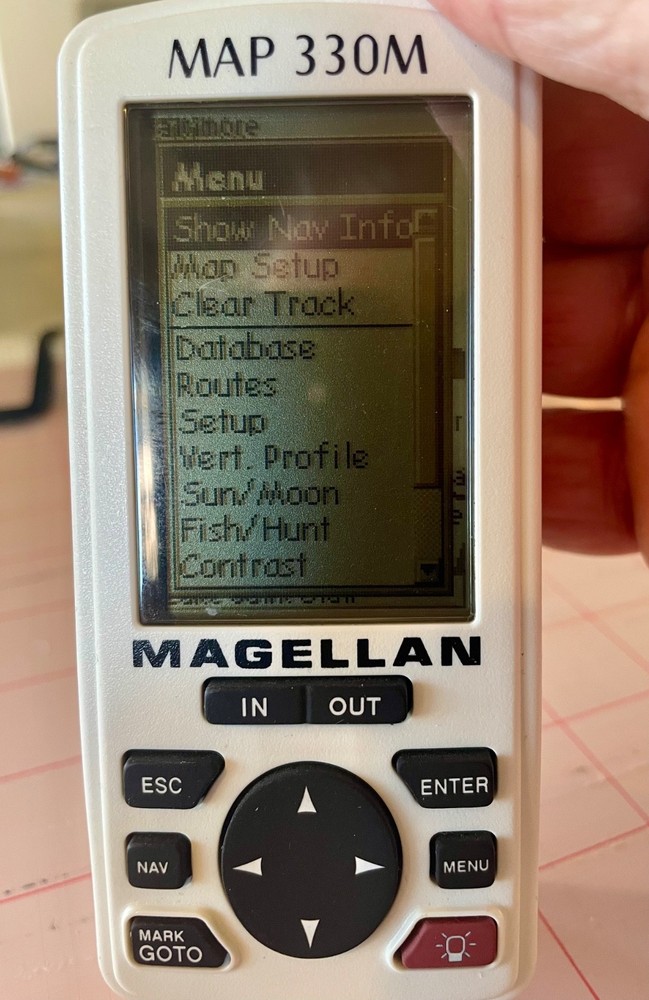 MAP 330M
Menu
Show Nav Info
Map Setup
Clear Track
Database
Routes
Setup
Vert. Profile
Sun/Moon
Fish/Hunt
Contrast
MAGELLAN
IN OUT
ESC ENTER
NAV MENU
MARK
GOTO